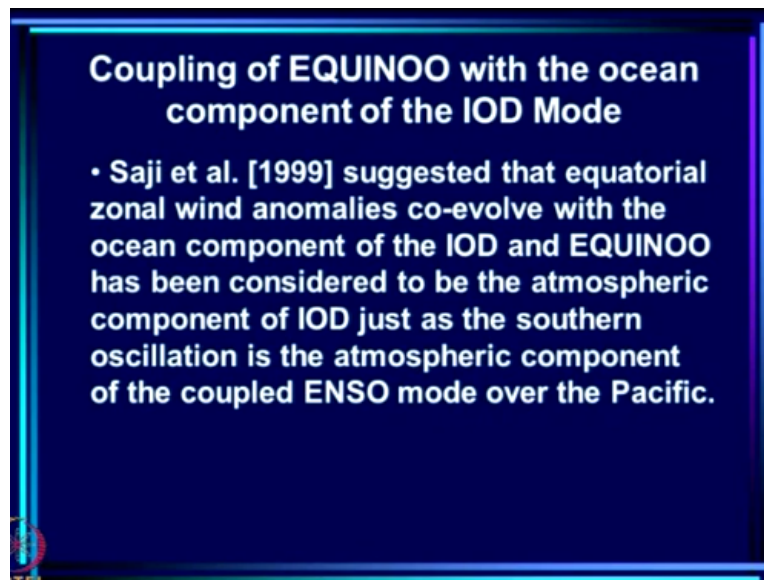 Coupling of EQUINOO with the ocean
component of the IOD Mode
• Saji et al. [1999] suggested that equatorial
zonal wind anomalies co-evolve with the
ocean component of the IOD and EQUINOO
has been considered to be the atmospheric
component of IOD just as the southern
oscillation is the atmospheric component
of the coupled ENSO mode over the Pacific.